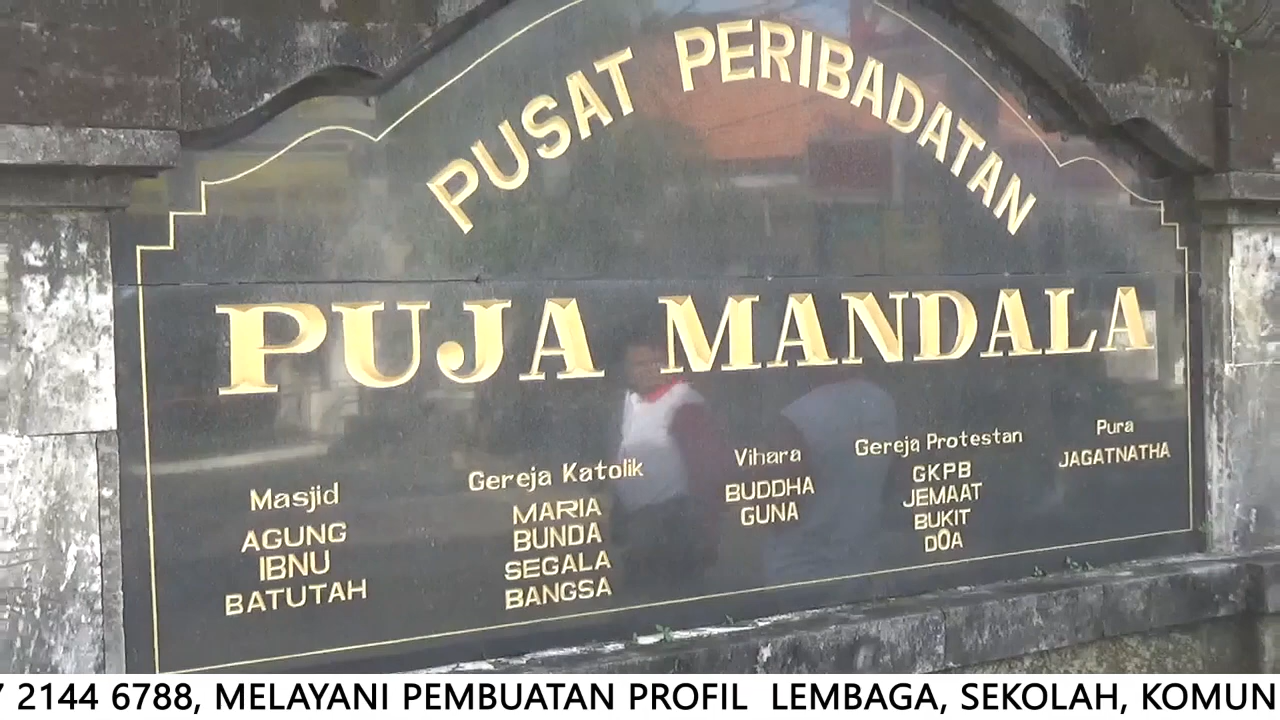 PUSAT PERIBADATAN
PUJA MANDALA
Masjid
AGUNG
IBNU
BATUTAH
Gereja Katolik
MARIA
BUNDA
SEGALA
BANGSA
Vihara
BUDDHA
GUNA
Gereja Protestan
GKPB
JEMAAT
BUKIT
DOA
Pura
JAGATNATHA
2144 6788, MELAYANI PEMBUATAN PROFIL LEMBAGA, SEKOLAH, KOMUN